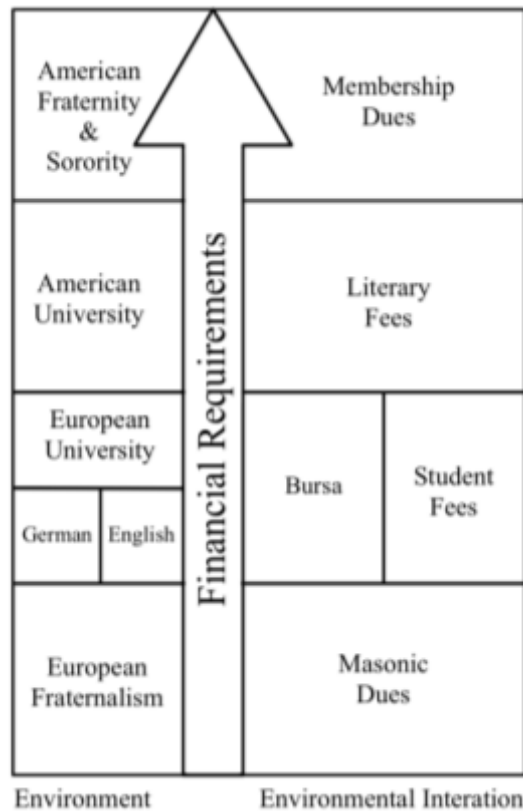 American
Fraternity
&
Sorority
Membership
Dues
American
University
Literary
Fees
European
University
German
English
Bursa
Student
Fees
European
Fraternalism
Masonic
Dues
Financial Requirements
Environment
Environmental Interation